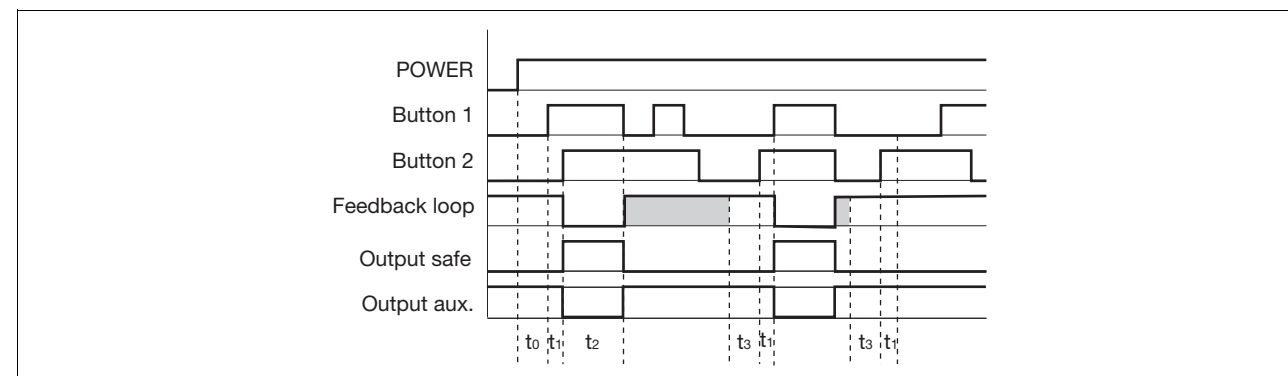 POWER
Button 1
Button 2
Feedback loop
Output safe
Output aux.
t0 t1 t2 t3 t1 t3 t1